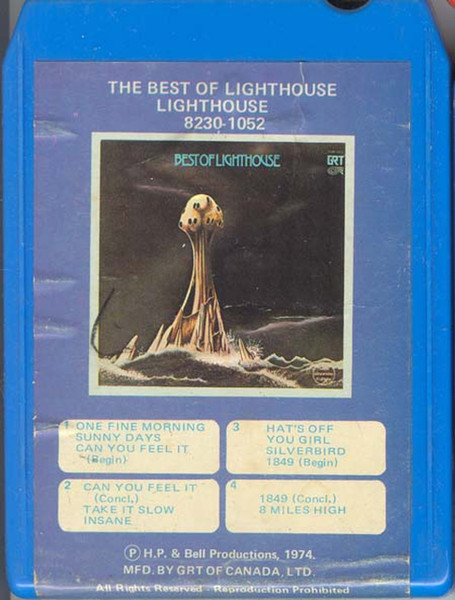 THE BEST OF LIGHTHOUSE
LIGHTHOUSE
8230-1052
BEST OF LIGHTHOUSE
GRT
1 ONE FINE MORNING
SUNNY DAYS
CAN YOU FEEL IT
(Begin)
2 CAN YOU FEEL IT
(Concl.)
TAKE IT SLOW
INSANE
3 HAT'S OFF
YOU GIRL
SILVERBIRD
1849 (Begin)
4 1849 (Concl.)
8 MILES HIGH
Ⓟ H.P. & Bell Productions, 1974.
MFD. BY GRT OF CANADA, LTD.
All Rights Reserved - Reproduction Prohibited